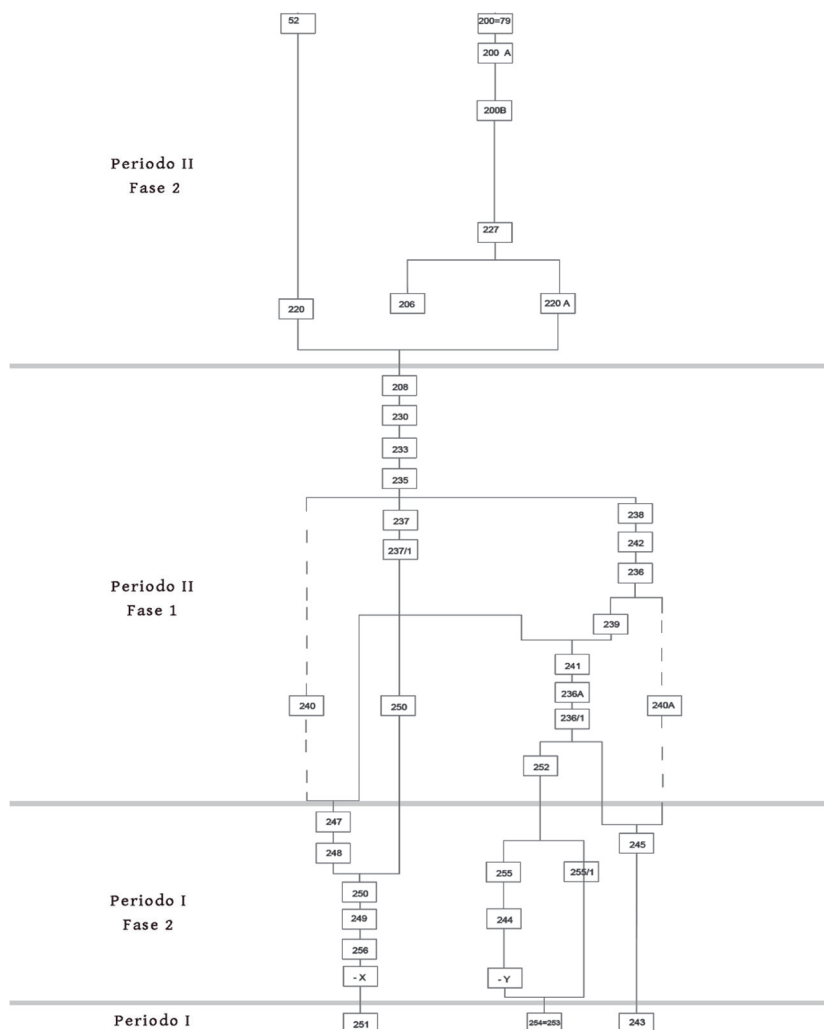 52
200=79
200 A
200B
Periodo II
Fase 2
227
206
220 A
220
208
230
233
235
237
238
237/1
242
236
Periodo II
Fase 1
239
241
236A
240
250
240A
236/1
252
247
245
248
255
255/1
250
Periodo I
Fase 2
249
244
256
- X
- Y
Periodo I
251
254=253
243